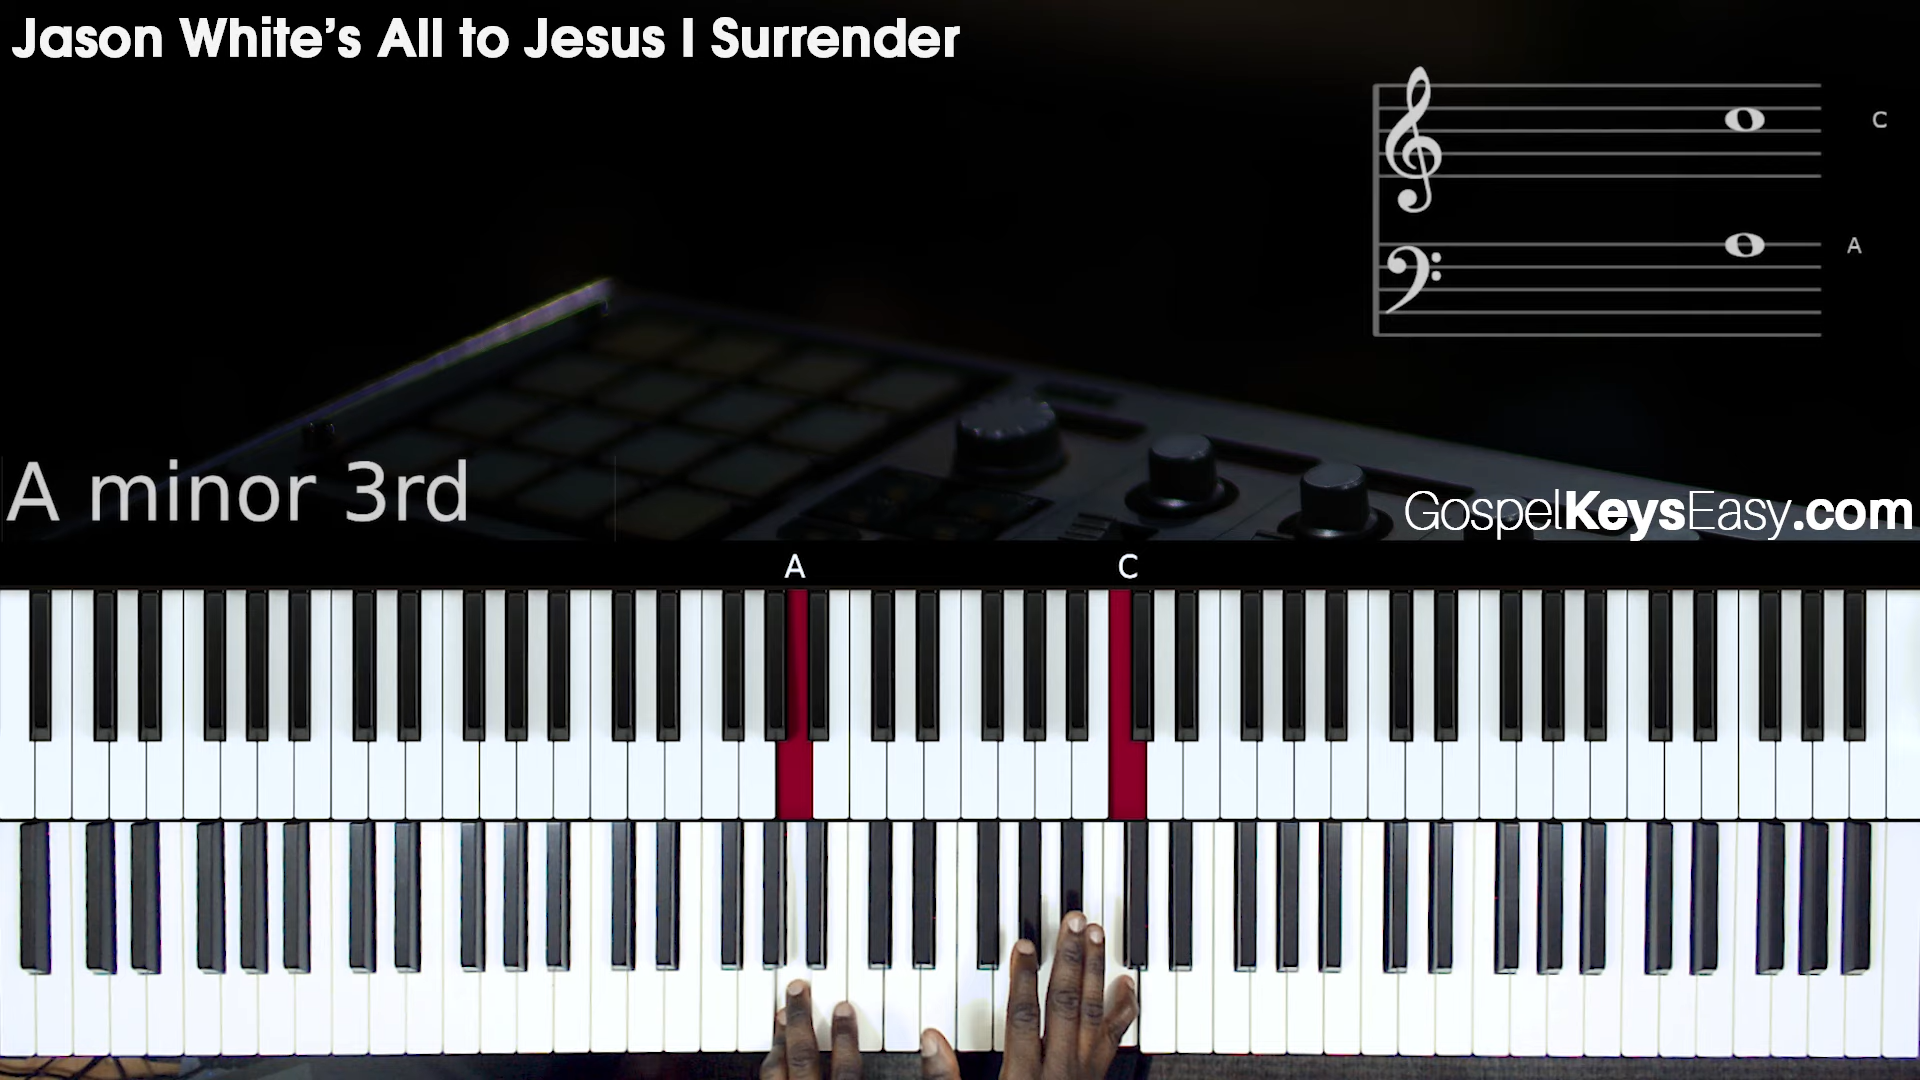 Jason White’s All to Jesus I Surrender
C
A
A minor 3rd
GospelKeysEasy.com
A
C